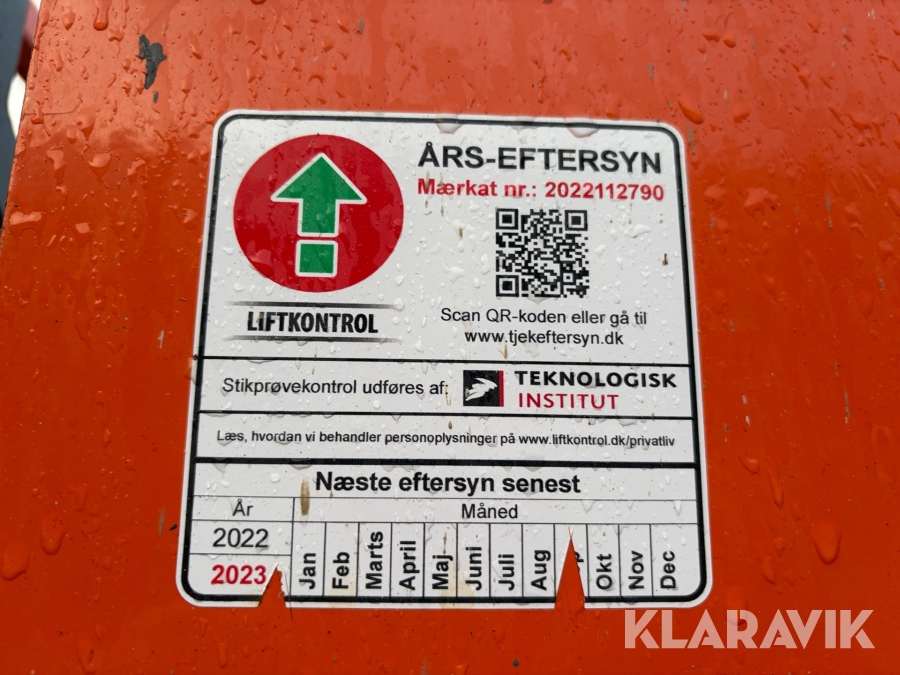 ÅRS-EFTERSYN
Mærkat nr.: 2022112790
LIFTKONTROL
Scan QR-koden eller gå til
www.tjekeftersyn.dk
Stikprøvekontrol udføres af:
TEKNOLOGISK
INSTITUT
Læs, hvordan vi behandler personoplysninger på www.liftkontrol.dk/privatliv
Næste eftersyn senest
År Måned
2022
2023
Jan Feb Marts April Maj Juni Juli Aug Okt Nov Dec
KLARAVIK